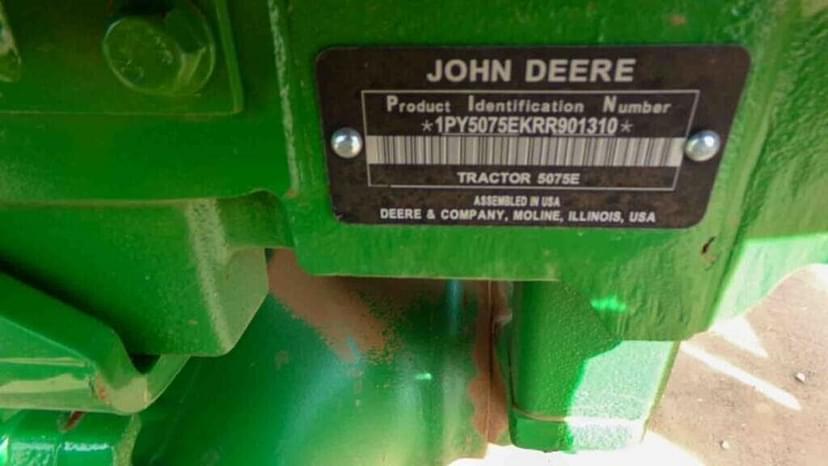 JOHN DEERE
Product Identification Number
*1PY5075EKRR901310*
TRACTOR 5075E
ASSEMBLED IN USA
DEERE & COMPANY, MOLINE, ILLINOIS, USA